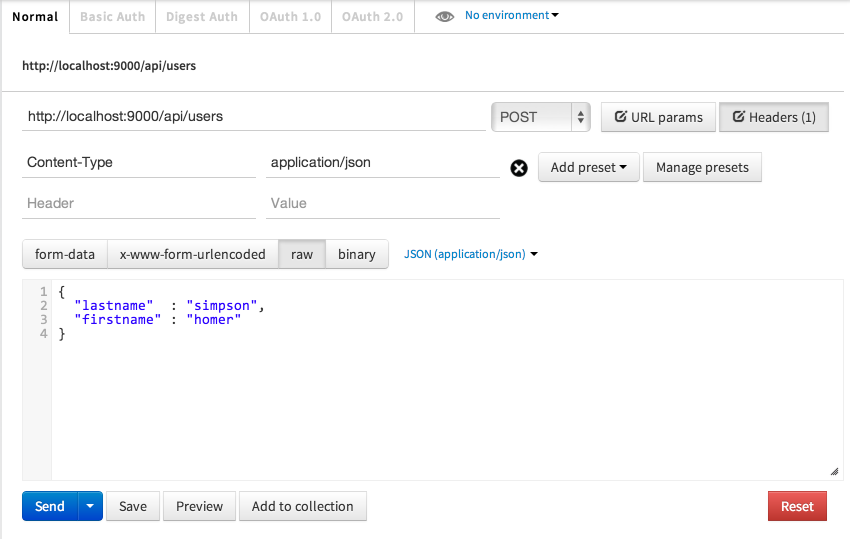 Normal Basic Auth Digest Auth OAuth 1.0 OAuth 2.0 No environment
http://localhost:9000/api/users
http://localhost:9000/api/users POST URL params Headers (1)
Content-Type application/json Add preset Manage presets
Header Value
form-data x-www-form-urlencoded raw binary JSON (application/json)
1 {
2 "lastname" : "simpson",
3 "firstname" : "homer"
4 }
Send Save Preview Add to collection Reset